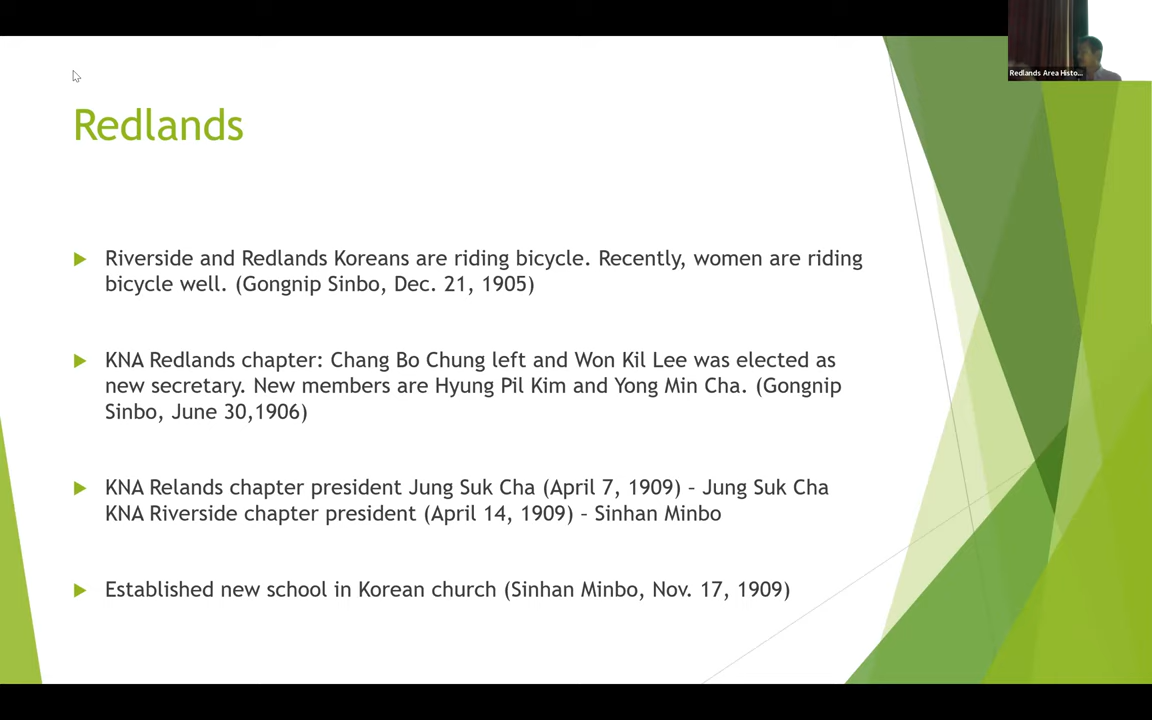 Redlands Area Histo...
Redlands
Riverside and Redlands Koreans are riding bicycle. Recently, women are riding
bicycle well. (Gongnip Sinbo, Dec. 21, 1905)
KNA Redlands chapter: Chang Bo Chung left and Won Kil Lee was elected as
new secretary. New members are Hyung Pil Kim and Yong Min Cha. (Gongnip
Sinbo, June 30,1906)
KNA Relands chapter president Jung Suk Cha (April 7, 1909) – Jung Suk Cha
KNA Riverside chapter president (April 14, 1909) – Sinhan Minbo
Established new school in Korean church (Sinhan Minbo, Nov. 17, 1909)